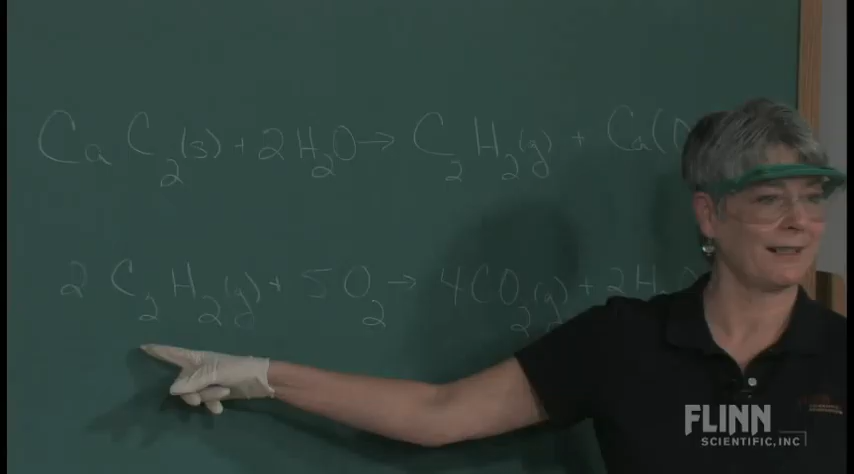 CaC₂(s) + 2H₂O → C₂H₂(g) + Ca(O
2C₂H₂(g) + 5O₂ → 4CO₂(g) + 2H₂O
FLINN
SCIENTIFIC, INC